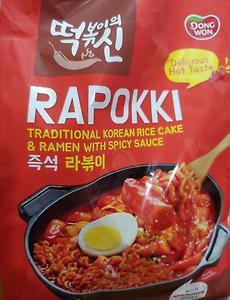 떡볶이의
신
DONG
WON
Delicious
Hot Taste
RAPOKKI
TRADITIONAL KOREAN RICE CAKE
& RAMEN WITH SPICY SAUCE
즉석 라볶이